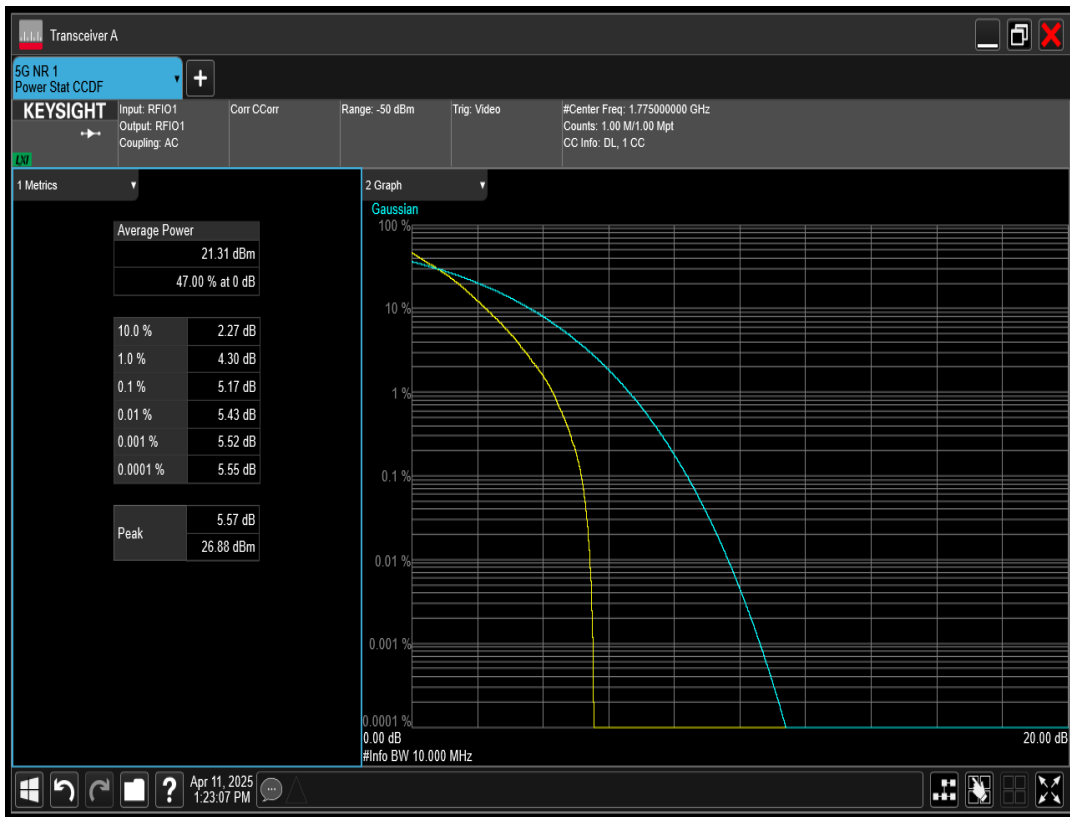 Transceiver A
5G NR 1
Power Stat CCDF
+
KEYSIGHT
LXI
Input: RFIO1
Output: RFIO1
Coupling: AC
Corr CCorr
Range: -50 dBm
Trig: Video
#Center Freq: 1.775000000 GHz
Counts: 1.00 M/1.00 Mpt
CC Info: DL, 1 CC
1 Metrics
Average Power
21.31 dBm
47.00 % at 0 dB
10.0 % 2.27 dB
1.0 % 4.30 dB
0.1 % 5.17 dB
0.01 % 5.43 dB
0.001 % 5.52 dB
0.0001 % 5.55 dB
Peak
5.57 dB
26.88 dBm
2 Graph
Gaussian
100 %
10 %
1 %
0.1 %
0.01 %
0.001 %
0.0001 %
0.00 dB 20.00 dB
#Info BW 10.000 MHz
?
Apr 11, 2025
1:23:07 PM